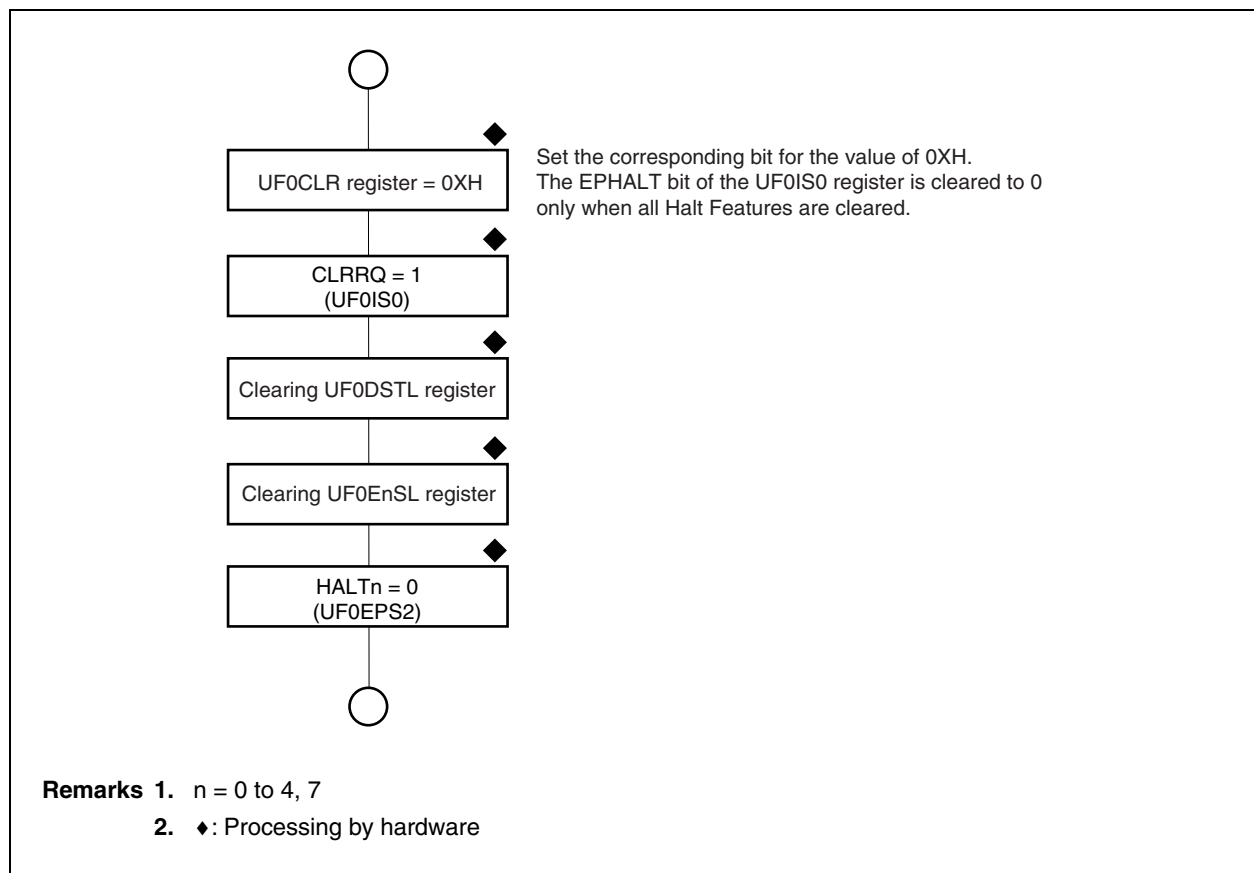 UF0CLR register = 0XH
Set the corresponding bit for the value of 0XH.
The EPHALT bit of the UF0IS0 register is cleared to 0
only when all Halt Features are cleared.
CLRRQ = 1
(UF0IS0)
Clearing UF0DSTL register
Clearing UF0EnSL register
HALTn = 0
(UF0EPS2)
Remarks 1. n = 0 to 4, 7
2. ♦: Processing by hardware